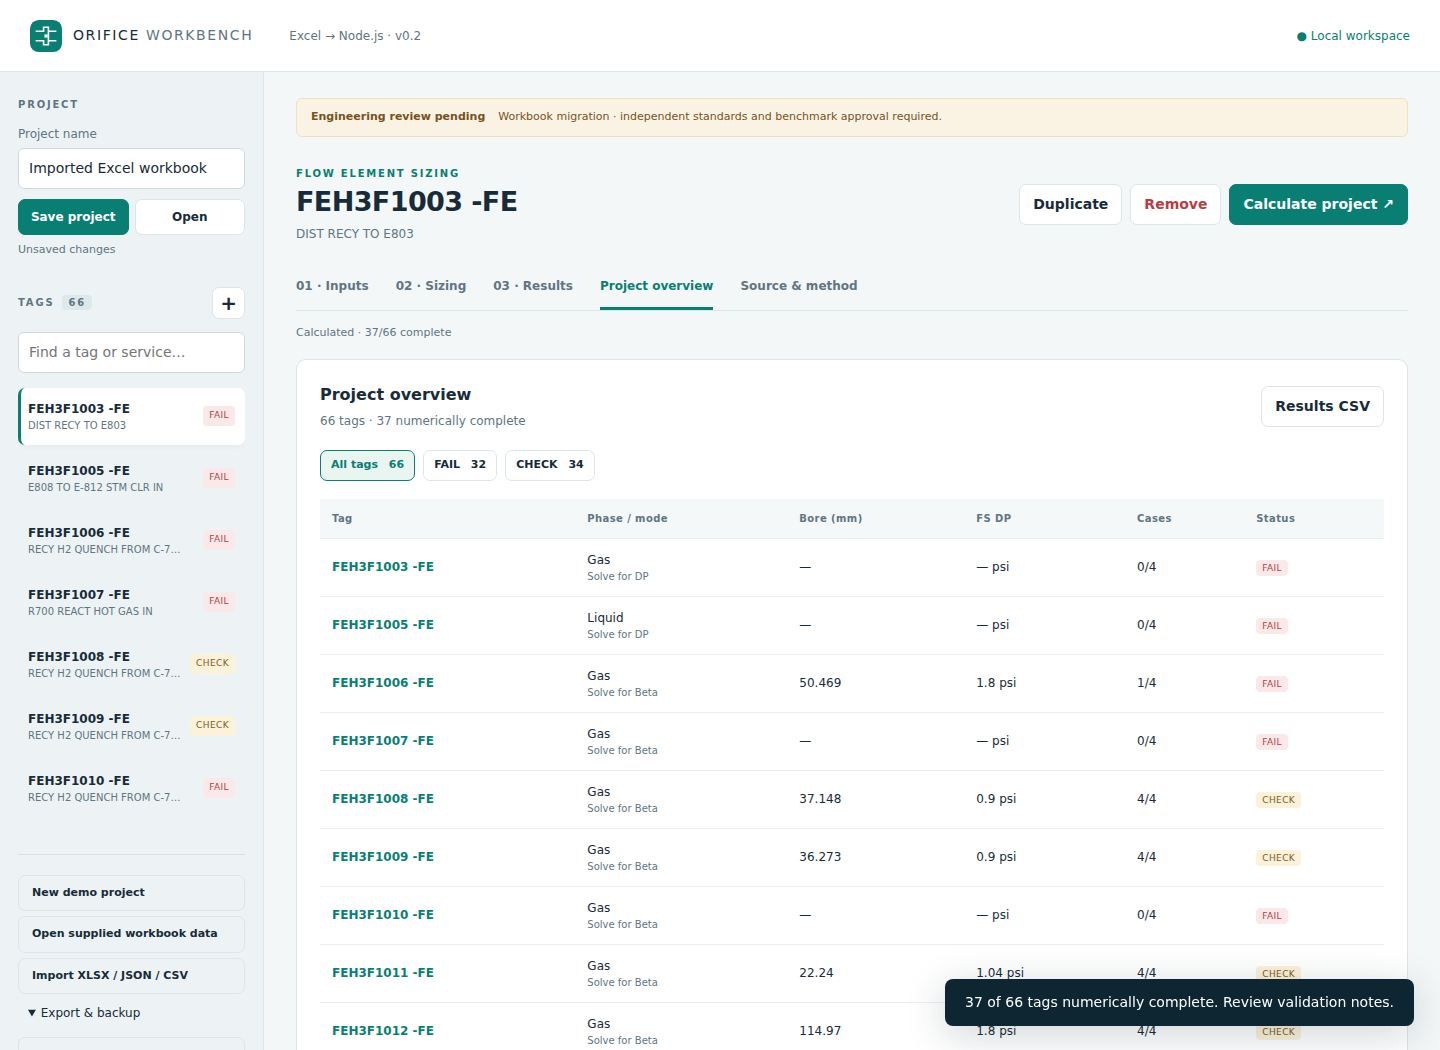 ORIFICE WORKBENCH
Excel → Node.js · v0.2
● Local workspace
PROJECT
Project name
Imported Excel workbook
Save project
Open
Unsaved changes
TAGS 66
+
Find a tag or service...
FEH3F1003 -FE
DIST RECY TO E803
FAIL
FEH3F1005 -FE
E808 TO E-812 STM CLR IN
FAIL
FEH3F1006 -FE
RECY H2 QUENCH FROM C-7...
FAIL
FEH3F1007 -FE
R700 REACT HOT GAS IN
FAIL
FEH3F1008 -FE
RECY H2 QUENCH FROM C-7...
CHECK
FEH3F1009 -FE
RECY H2 QUENCH FROM C-7...
CHECK
FEH3F1010 -FE
RECY H2 QUENCH FROM C-7...
FAIL
New demo project
Open supplied workbook data
Import XLSX / JSON / CSV
▼ Export & backup
Engineering review pending Workbook migration · independent standards and benchmark approval required.
FLOW ELEMENT SIZING
FEH3F1003 -FE
DIST RECY TO E803
Duplicate
Remove
Calculate project ↗
01 · Inputs
02 · Sizing
03 · Results
Project overview
Source & method
Calculated · 37/66 complete
Project overview
66 tags · 37 numerically complete
Results CSV
All tags 66
FAIL 32
CHECK 34
Tag Phase / mode Bore (mm) FS DP Cases Status
FEH3F1003 -FE Gas — — psi 0/4 FAIL
Solve for DP
FEH3F1005 -FE Liquid — — psi 0/4 FAIL
Solve for DP
FEH3F1006 -FE Gas 50.469 1.8 psi 1/4 FAIL
Solve for Beta
FEH3F1007 -FE Gas — — psi 0/4 FAIL
Solve for Beta
FEH3F1008 -FE Gas 37.148 0.9 psi 4/4 CHECK
Solve for Beta
FEH3F1009 -FE Gas 36.273 0.9 psi 4/4 CHECK
Solve for Beta
FEH3F1010 -FE Gas — — psi 0/4 FAIL
Solve for Beta
FEH3F1011 -FE Gas 22.24 1.04 psi 4/4 CHECK
Solve for Beta
FEH3F1012 -FE Gas 114.97 1.8 psi 4/4 CHECK
Solve for Beta
37 of 66 tags numerically complete. Review validation notes.